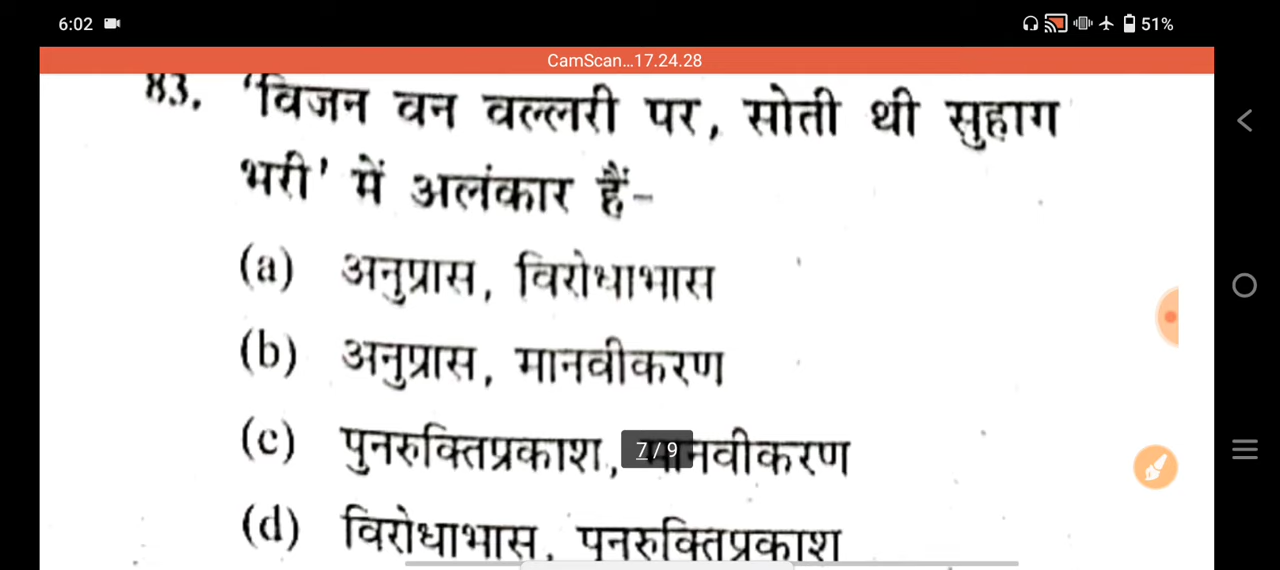 6:02 51%
CamScan...17.24.28
83. 'विजन वन वल्लरी पर, सोती थी सुहाग
भरी' में अलंकार हैं-
(a) अनुप्रास, विरोधाभास
(b) अनुप्रास, मानवीकरण
(c) पुनरुक्तिप्रकाश, मानवीकरण
7 / 9
(d) विरोधाभास, पुनरुक्तिप्रकाश